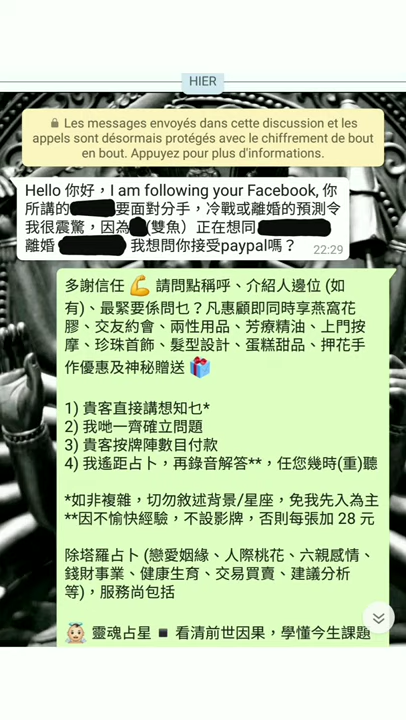 HIER
🔒 Les messages envoyés dans cette discussion et les
appels sont désormais protégés avec le chiffrement de bout
en bout. Appuyez pour plus d'informations.
Hello 你好，I am following your Facebook, 你
所講的 要面對分手，冷戰或離婚的預測令
我很震驚，因為 (雙魚）正在想同
離婚 我想問你接受paypal嗎？
22:29
多謝信任 💪 請問點稱呼、介紹人邊位 (如
有)、最緊要係問乜？凡惠顧即同時享燕窩花
膠、交友約會、兩性用品、芳療精油、上門按
摩、珍珠首飾、髮型設計、蛋糕甜品、押花手
作優惠及神秘贈送 🎁
1) 貴客直接講想知乜*
2) 我哋一齊確立問題
3) 貴客按牌陣數目付款
4) 我遙距占卜，再錄音解答**，任您幾時(重)聽
*如非複雜，切勿敘述背景/星座，免我先入為主
**因不愉快經驗，不設影牌，否則每張加 28 元
除塔羅占卜 (戀愛姻緣、人際桃花、六親感情、
錢財事業、健康生育、交易買賣、建議分析
等)，服務尚包括
👼🏻 靈魂占星 ◾ 看清前世因果，學懂今生課題